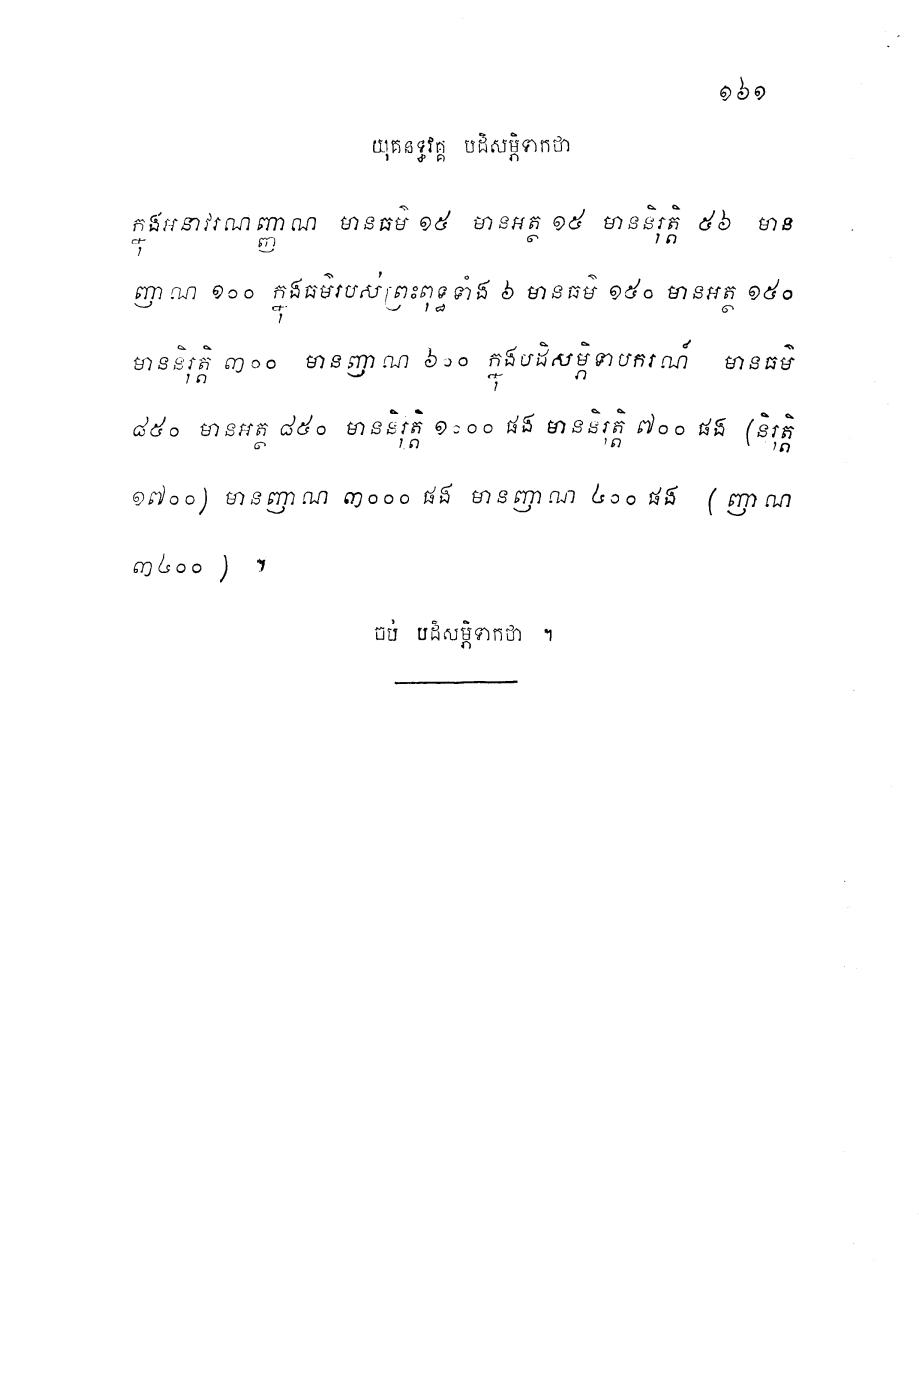 ១៦១
យុគនទ្ធវគ្គ បដិសម្ភិទាកថា
ក្នុងអនាវរណញ្ញាណ មានធម៌ ១៥ មានអត្ថ ១៥ មាននិរុត្តិ ៥៦ មាន
ញាណ ១០០ ក្នុងធម៌របស់ព្រះពុទ្ធទាំង ៦ មានធម៌ ១៥០ មានអត្ថ ១៥០
មាននិរុត្តិ ៣០០ មានញាណ ៦០០ ក្នុងបដិសម្ភិទាបករណ៍ មានធម៌
៨៥០ មានអត្ថ ៨៥០ មាននិរុត្តិ ១០០០ ផង មាននិរុត្តិ ៧០០ ផង (និរុត្តិ
១៧០០) មានញាណ ៣០០០ ផង មានញាណ ៤០០ ផង (ញាណ
៣៤០០) ។
ចប់ បដិសម្ភិទាកថា ។